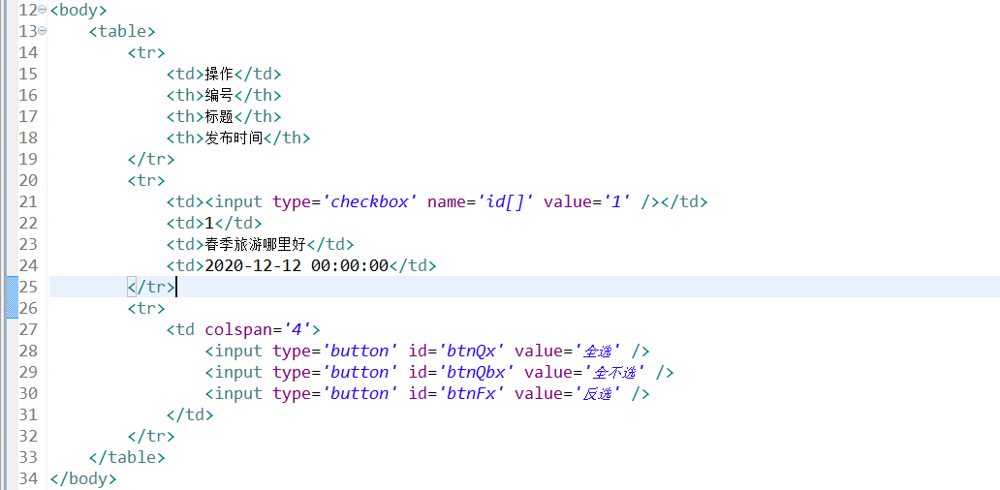 12 <body>
13 <table>
14 <tr>
15 <td>操作</td>
16 <th>编号</th>
17 <th>标题</th>
18 <th>发布时间</th>
19 </tr>
20 <tr>
21 <td><input type='checkbox' name='id[]' value='1' /></td>
22 <td>1</td>
23 <td>春季旅游哪里好</td>
24 <td>2020-12-12 00:00:00</td>
25 </tr>
26 <tr>
27 <td colspan='4'>
28 <input type='button' id='btnQx' value='全选' />
29 <input type='button' id='btnQbx' value='全不选' />
30 <input type='button' id='btnFx' value='反选' />
31 </td>
32 </tr>
33 </table>
34 </body>